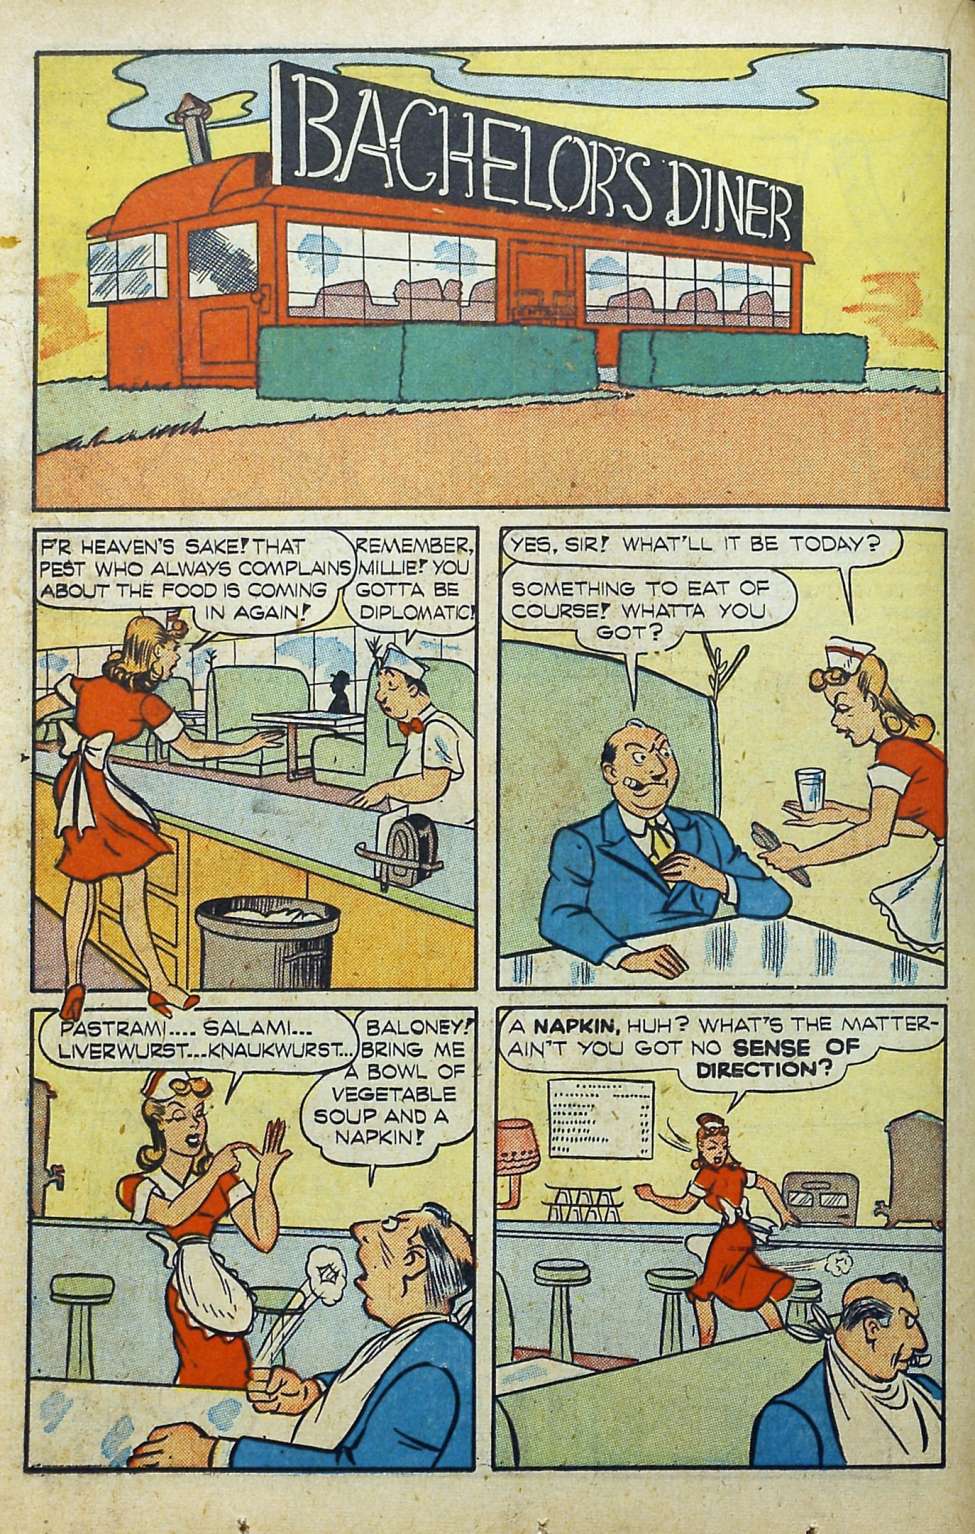 BACHELOR'S DINER
F'R HEAVEN'S SAKE! THAT
PEST WHO ALWAYS COMPLAINS
ABOUT THE FOOD IS COMING
IN AGAIN!
REMEMBER,
MILLIE! YOU
GOTTA BE
DIPLOMATIC!
YES, SIR! WHAT'LL IT BE TODAY?
SOMETHING TO EAT OF
COURSE! WHATTA YOU
GOT?
PASTRAMI.... SALAMI...
LIVERWURST...KNAUKWURST...
BALONEY!
BRING ME
A BOWL OF
VEGETABLE
SOUP AND A
NAPKIN!
A NAPKIN, HUH? WHAT'S THE MATTER-
AIN'T YOU GOT NO SENSE OF
DIRECTION?